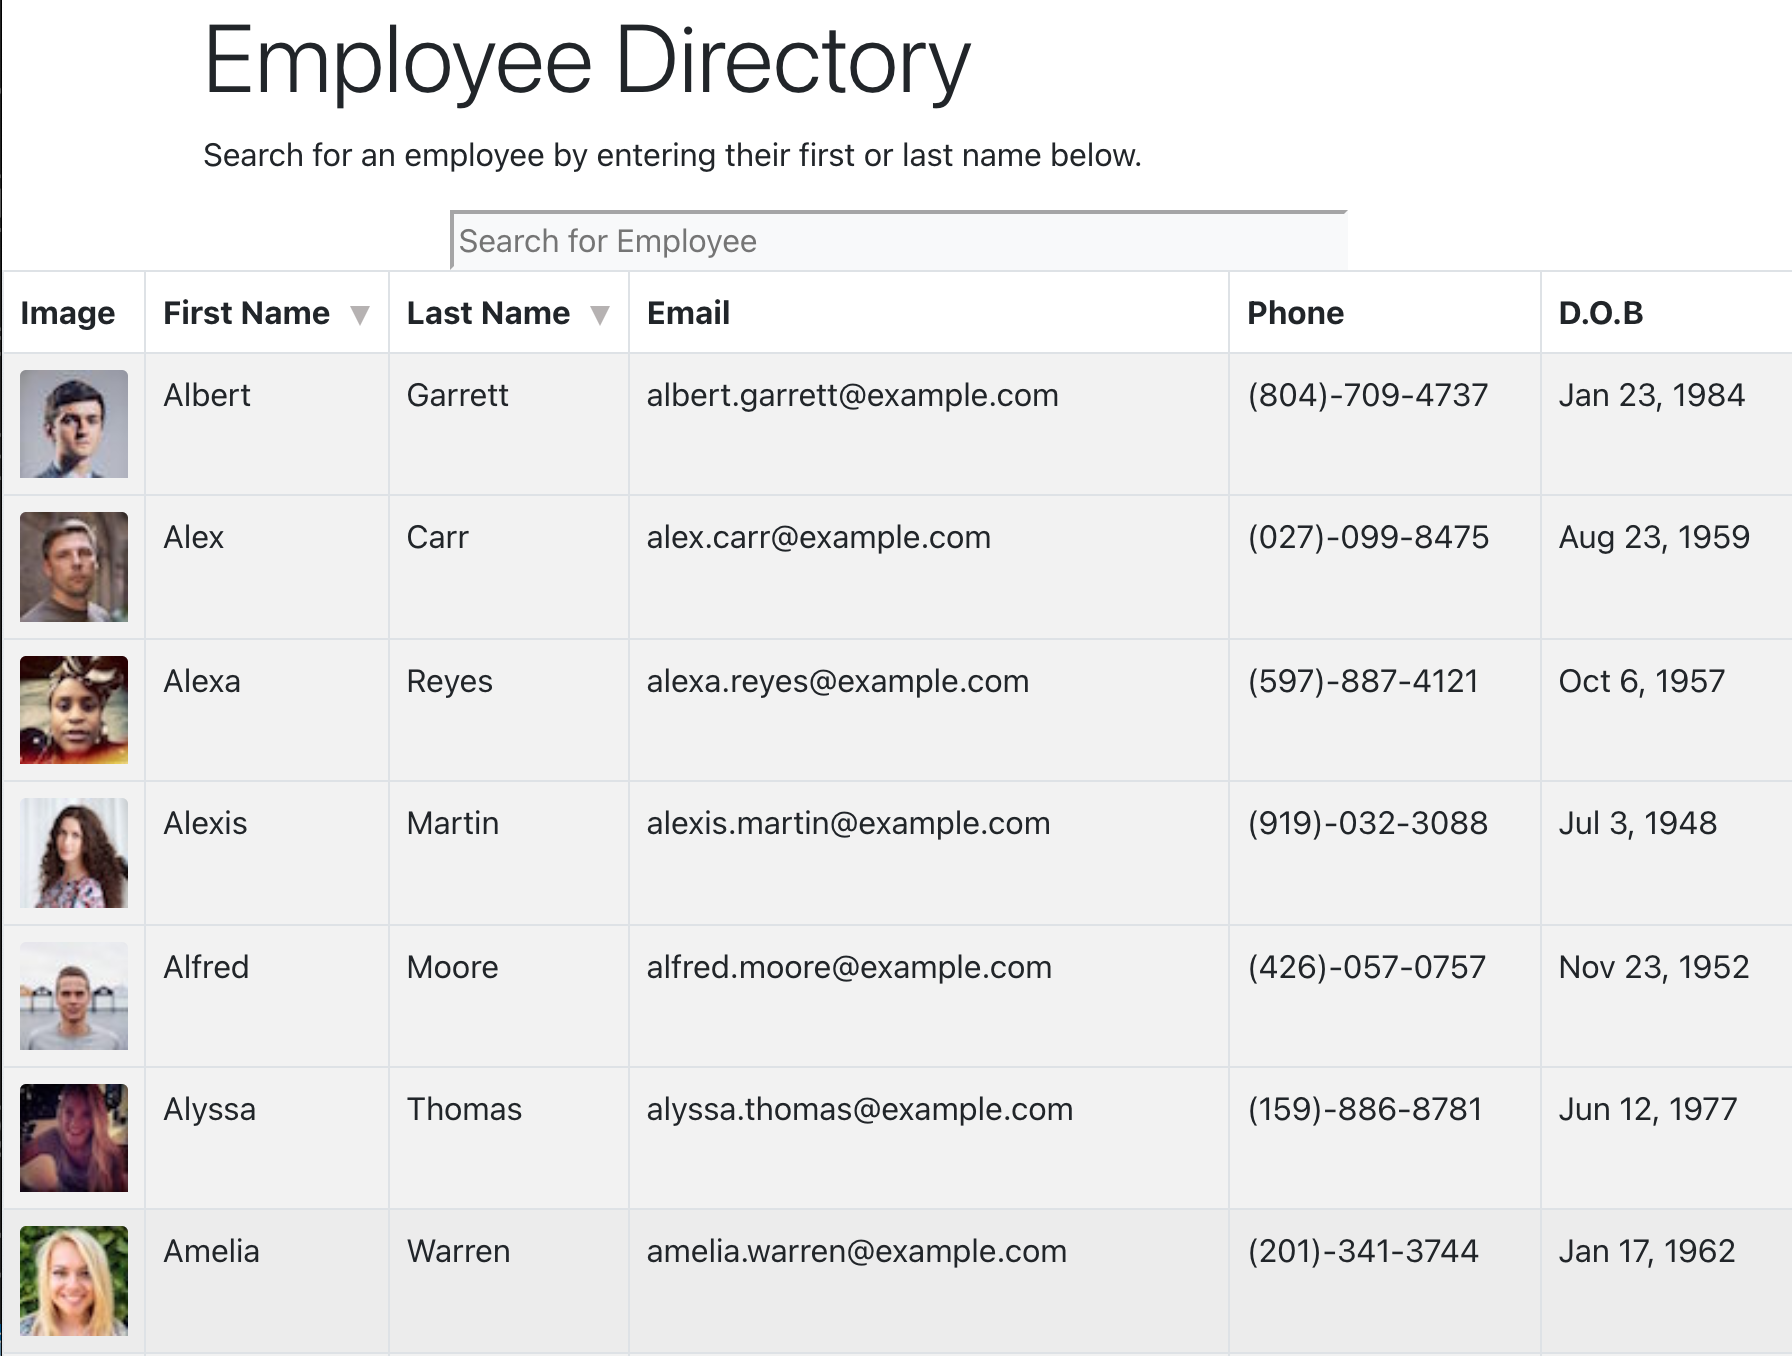 Employee Directory
Search for an employee by entering their first or last name below.
Search for Employee
Image First Name ▼ Last Name ▼ Email Phone D.O.B
Albert Garrett albert.garrett@example.com (804)-709-4737 Jan 23, 1984
Alex Carr alex.carr@example.com (027)-099-8475 Aug 23, 1959
Alexa Reyes alexa.reyes@example.com (597)-887-4121 Oct 6, 1957
Alexis Martin alexis.martin@example.com (919)-032-3088 Jul 3, 1948
Alfred Moore alfred.moore@example.com (426)-057-0757 Nov 23, 1952
Alyssa Thomas alyssa.thomas@example.com (159)-886-8781 Jun 12, 1977
Amelia Warren amelia.warren@example.com (201)-341-3744 Jan 17, 1962